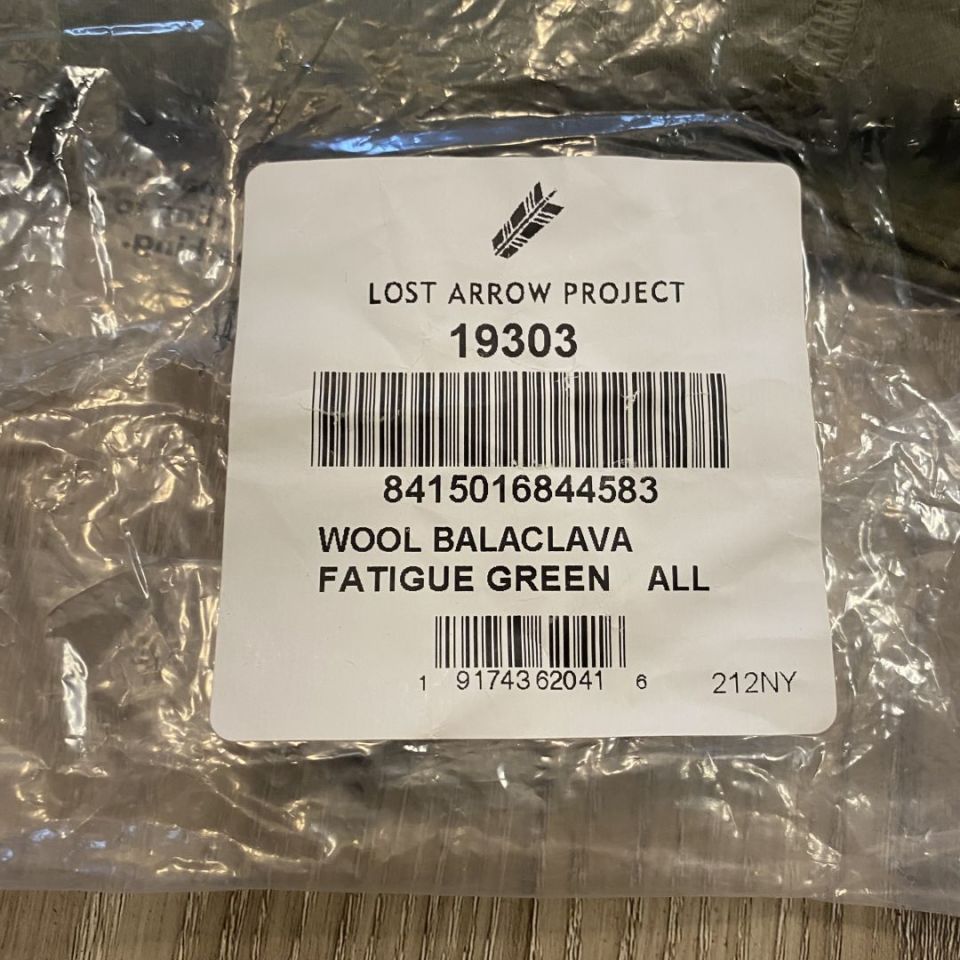 LOST ARROW PROJECT
19303
8415016844583
WOOL BALACLAVA
FATIGUE GREEN ALL
1 91743 62041 6
212NY